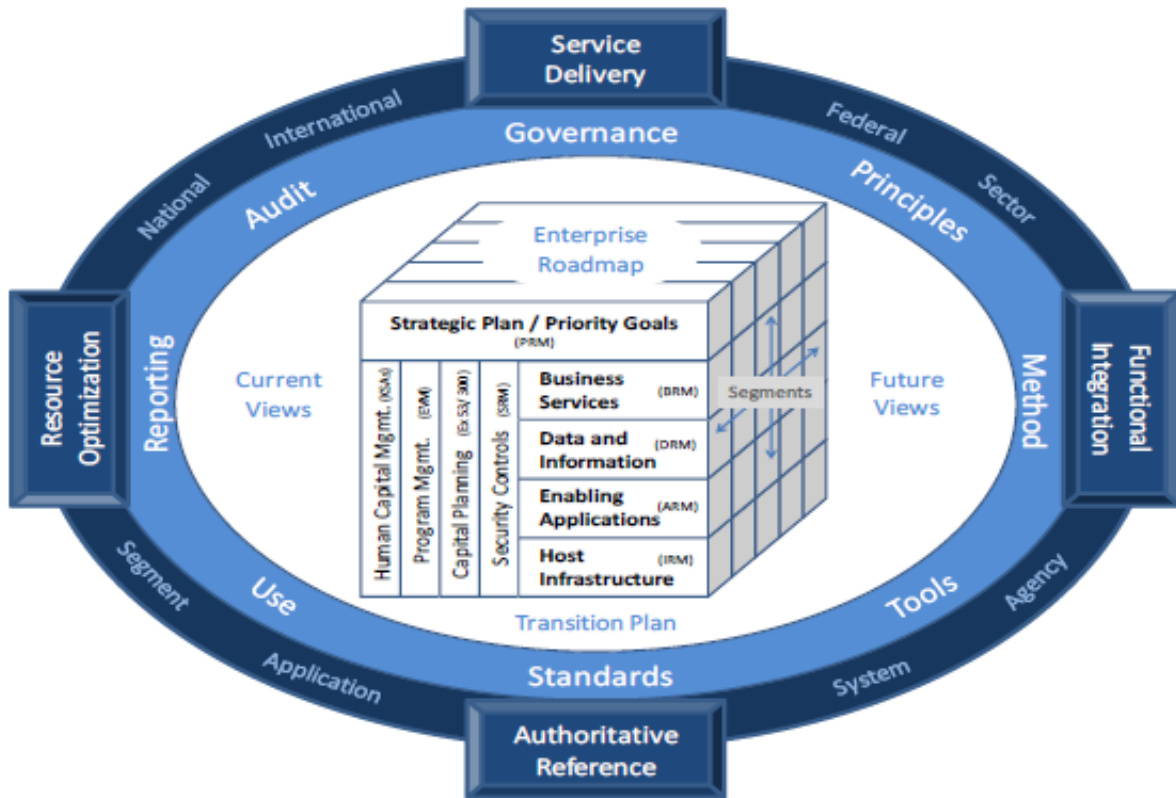 Service
Delivery
International
National
Federal
Sector
Governance
Audit
Principles
Resource
Optimization
Reporting
Method
Functional
Integration
Enterprise
Roadmap
Current
Views
Future
Views
Strategic Plan / Priority Goals
(PRM)
Human Capital Mgmt. (KSAs)
Program Mgmt. (EVM)
Capital Planning (Ex53/300)
Security Controls (SRM)
Business (BRM)
Services
Data and (DRM)
Information
Enabling (ARM)
Applications
Host (IRM)
Infrastructure
Segments
Transition Plan
Use
Tools
Standards
Segment
Application
System
Agency
Authoritative
Reference